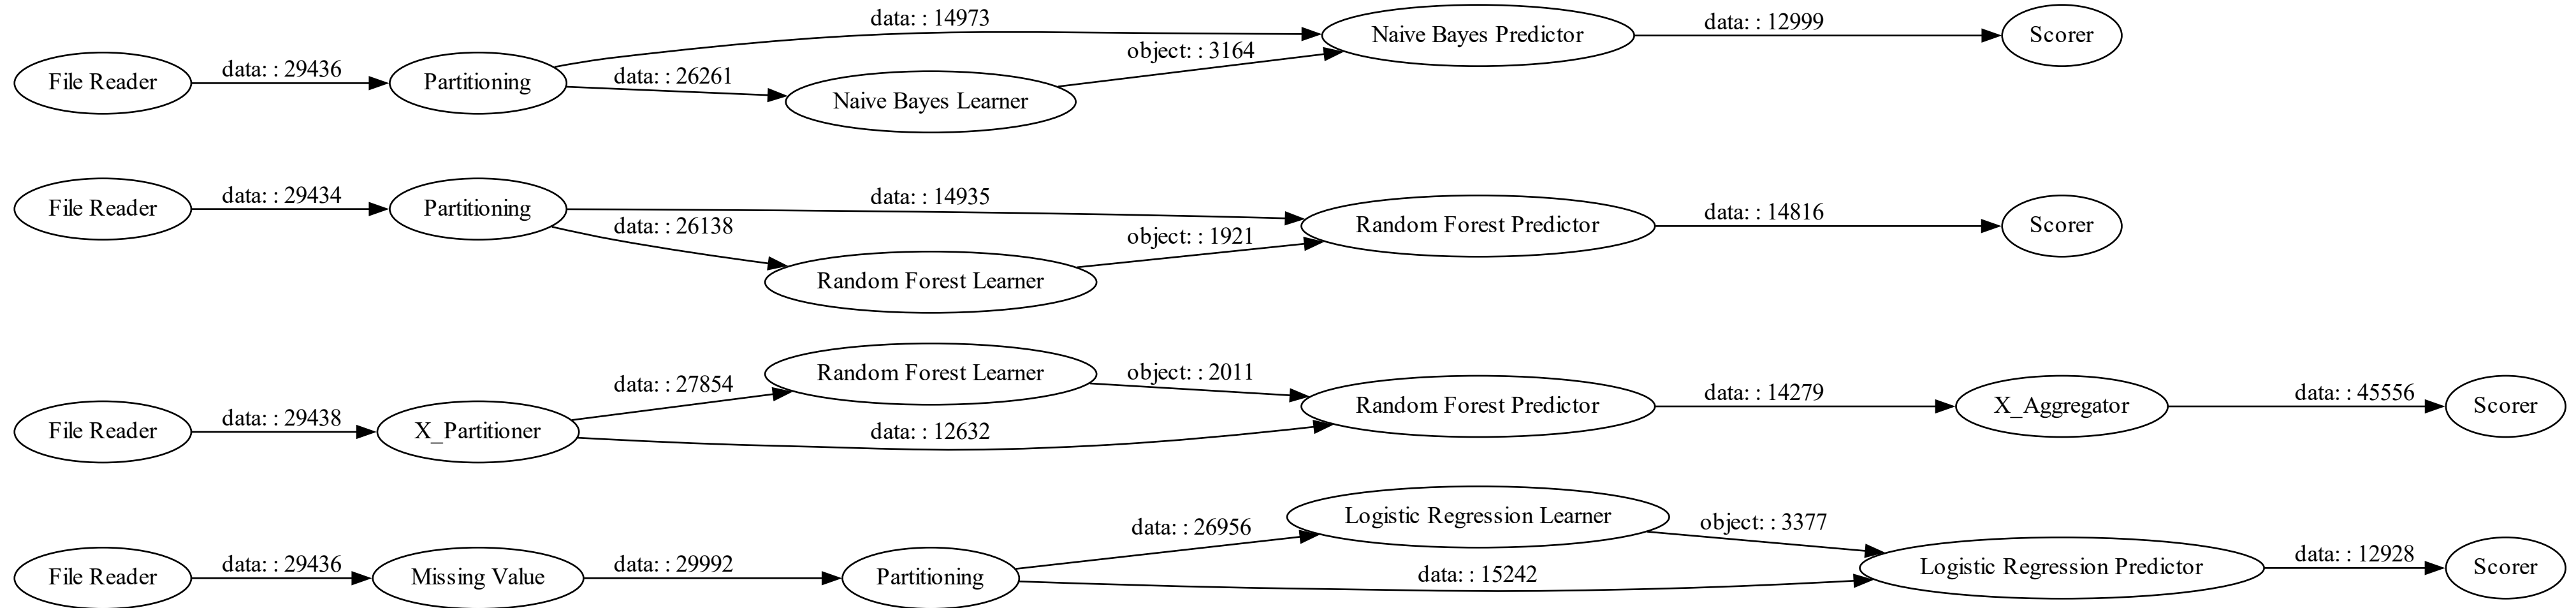 File Reader
data: : 29436
Partitioning
data: : 14973
data: : 26261
Naive Bayes Learner
object: : 3164
Naive Bayes Predictor
data: : 12999
Scorer
File Reader
data: : 29434
Partitioning
data: : 14935
data: : 26138
Random Forest Learner
object: : 1921
Random Forest Predictor
data: : 14816
Scorer
File Reader
data: : 29438
X_Partitioner
data: : 27854
Random Forest Learner
object: : 2011
data: : 12632
Random Forest Predictor
data: : 14279
X_Aggregator
data: : 45556
Scorer
File Reader
data: : 29436
Missing Value
data: : 29992
Partitioning
data: : 26956
Logistic Regression Learner
object: : 3377
data: : 15242
Logistic Regression Predictor
data: : 12928
Scorer